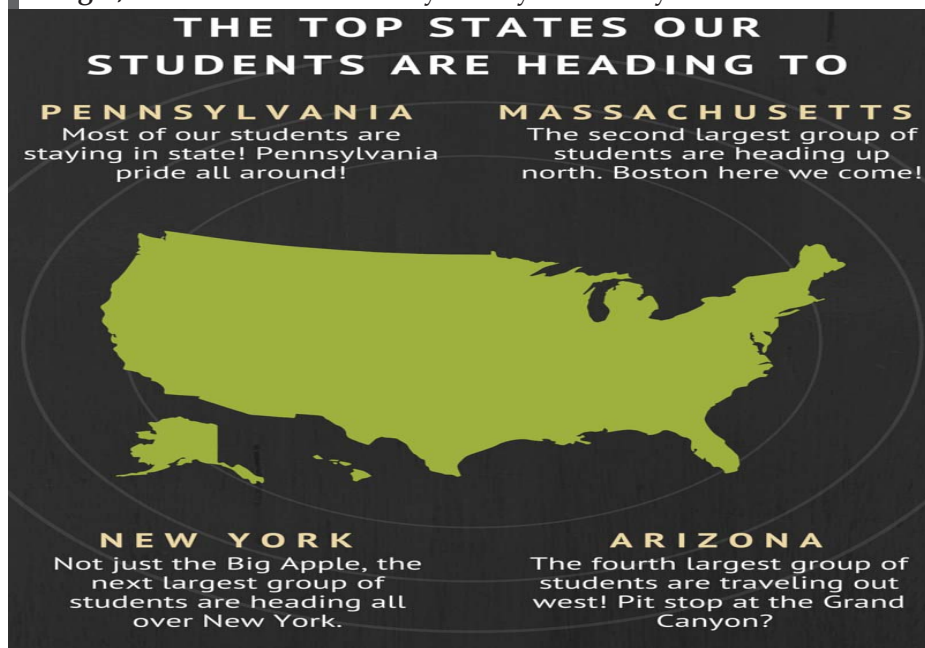 THE TOP STATES OUR
STUDENTS ARE HEADING TO
PENNSYLVANIA
Most of our students are
staying in state! Pennsylvania
pride all around!
MASSACHUSETTS
The second largest group of
students are heading up
north. Boston here we come!
NEW YORK
Not just the Big Apple, the
next largest group of
students are heading all
over New York.
ARIZONA
The fourth largest group of
students are traveling out
west! Pit stop at the Grand
Canyon?